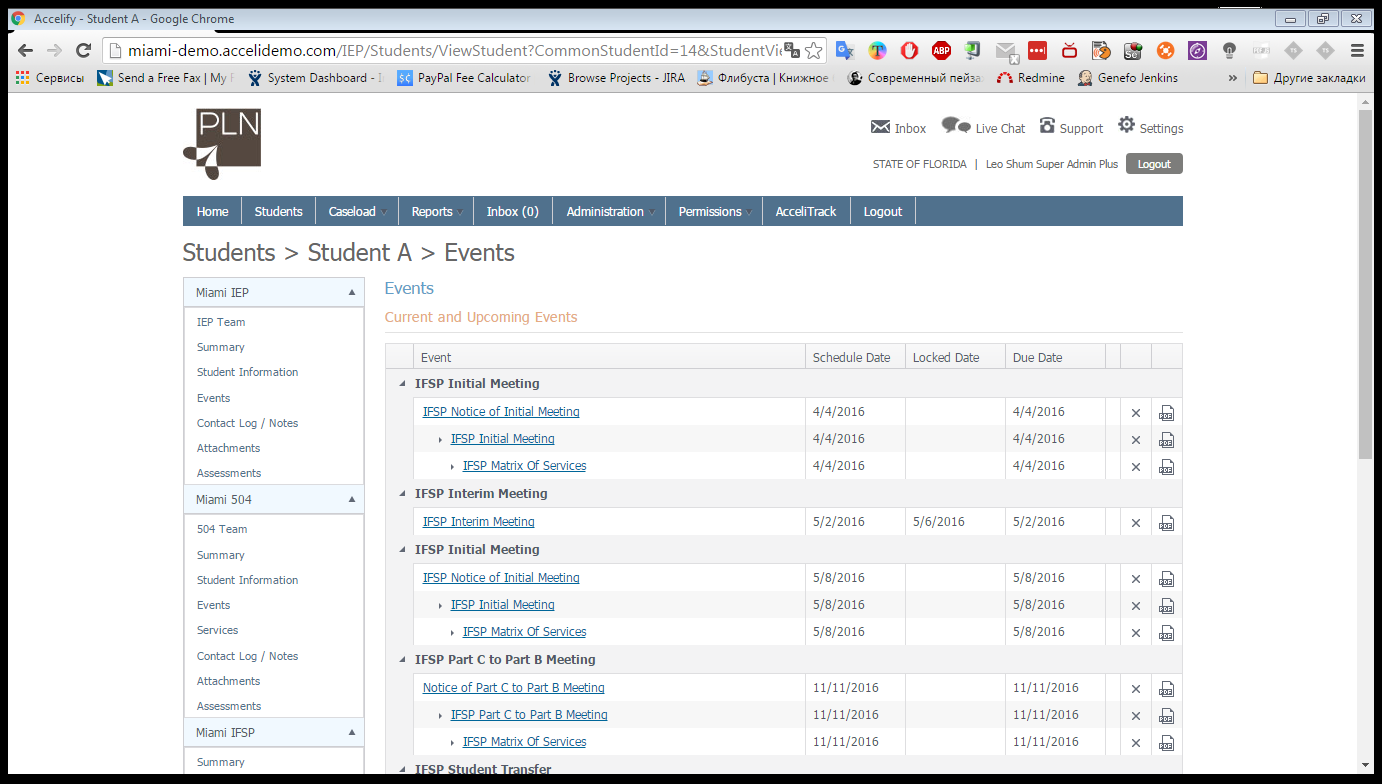 Accelify - Student A - Google Chrome
miami-demo.accelidemo.com/IEP/Students/ViewStudent?CommonStudentId=14&StudentVi
ABP
Сервисы Send a Free Fax | My System Dashboard - PayPal Fee Calculator Browse Projects - JIRA Флибуста | Книжное Современный Redmine Genefo Jenkins » Другие закладки
PLN
Inbox Live Chat Support Settings
STATE OF FLORIDA | Leo Shum Super Admin Plus Logout
Home Students Caseload Reports Inbox (0) Administration Permissions AcceliTrack Logout
Students > Student A > Events
Miami IEP
IEP Team
Summary
Student Information
Events
Contact Log / Notes
Attachments
Assessments
Miami 504
504 Team
Summary
Student Information
Events
Services
Contact Log / Notes
Attachments
Assessments
Miami IFSP
Summary
Events
Current and Upcoming Events
Event Schedule Date Locked Date Due Date
IFSP Initial Meeting
IFSP Notice of Initial Meeting 4/4/2016 4/4/2016
IFSP Initial Meeting 4/4/2016 4/4/2016
IFSP Matrix Of Services 4/4/2016 4/4/2016
IFSP Interim Meeting
IFSP Interim Meeting 5/2/2016 5/6/2016 5/2/2016
IFSP Initial Meeting
IFSP Notice of Initial Meeting 5/8/2016 5/8/2016
IFSP Initial Meeting 5/8/2016 5/8/2016
IFSP Matrix Of Services 5/8/2016 5/8/2016
IFSP Part C to Part B Meeting
Notice of Part C to Part B Meeting 11/11/2016 11/11/2016
IFSP Part C to Part B Meeting 11/11/2016 11/11/2016
IFSP Matrix Of Services 11/11/2016 11/11/2016
IFSP Student Transfer